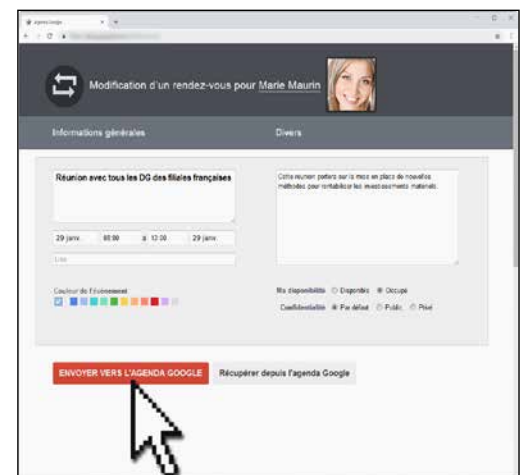 Modification d'un rendez-vous pour Marie Maurin
Informations générales
Divers
Réunion avec tous les DG des filiales françaises
Cette reunion portera sur la mise en place de nouvelles
méthodes pour rentabiliser les investissements matériels.
29 janv. 08:00 à 12:00 29 janv.
Lieu
Couleur de l'évènement
Ma disponibilité Disponible Occupé
Confidentialité Par défaut Public Privé
ENVOYER VERS L'AGENDA GOOGLE
Récupérer depuis l'agenda Google